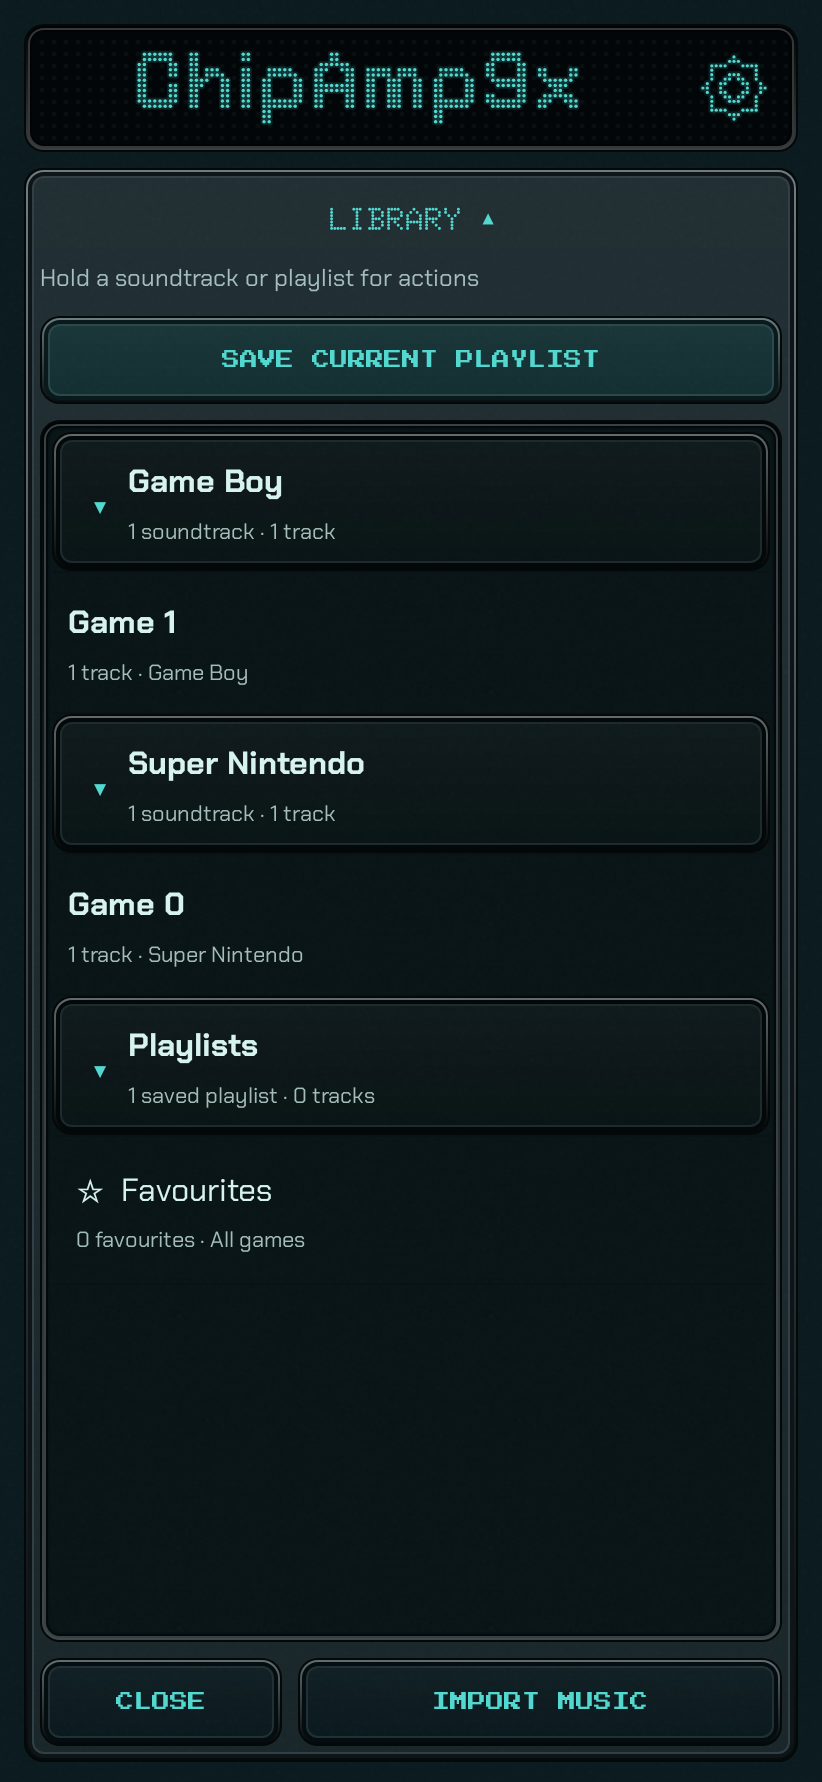 ChipAmp9x
LIBRARY ▲
Hold a soundtrack or playlist for actions
SAVE CURRENT PLAYLIST
▼ Game Boy
1 soundtrack · 1 track
Game 1
1 track · Game Boy
▼ Super Nintendo
1 soundtrack · 1 track
Game 0
1 track · Super Nintendo
▼ Playlists
1 saved playlist · 0 tracks
☆ Favourites
0 favourites · All games
CLOSE
IMPORT MUSIC